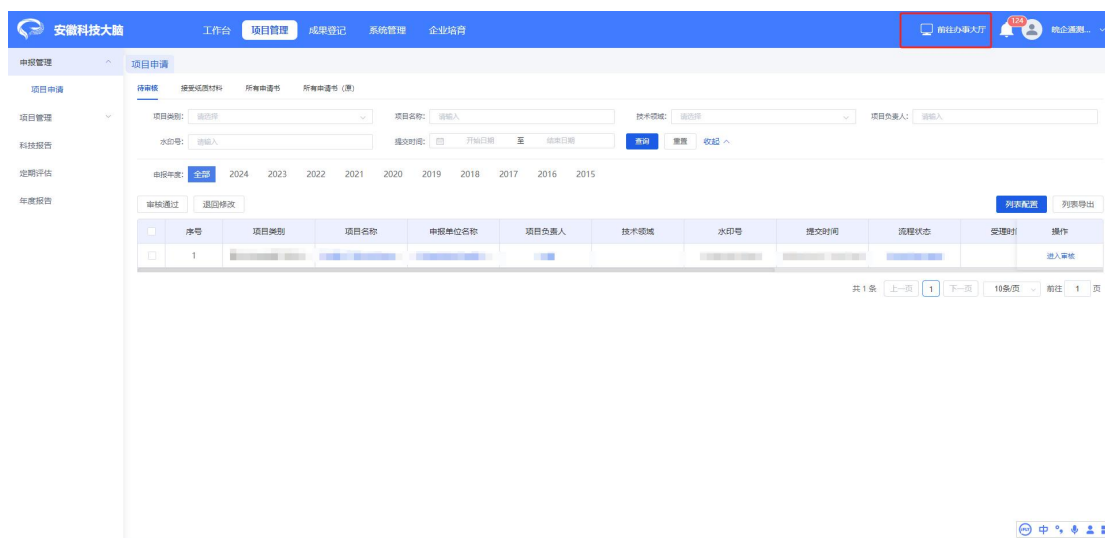 安徽科技大脑 工作台 项目管理 成果登记 系统管理 企业培育 前往办事大厅 124 皖企通测...
申报管理 项目申请
项目申请 待审核 接受纸质材料 所有申请书 所有申请书 (原)
项目管理 项目类别: 请选择 项目名称: 请输入 技术领域: 请选择 项目负责人: 请输入
科技报告 水印号: 请输入 提交时间: 开始日期 至 结束日期 查询 重置 收起
定期评估 申报年度: 全部 2024 2023 2022 2021 2020 2019 2018 2017 2016 2015
年度报告 审核通过 退回修改 列表配置 列表导出
序号 项目类别 项目名称 申报单位名称 项目负责人 技术领域 水印号 提交时间 流程状态 受理时 操作
1 进入审核
共 1 条 上一页 1 下一页 10条/页 前往 1 页
中